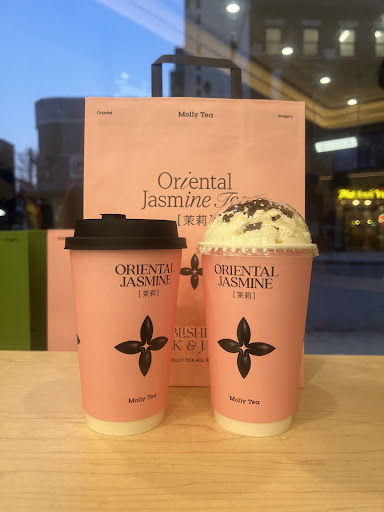 Oriental
Molly Tea
Imagery
Oriental
Jasmine
[茉莉]
ORIENTAL
JASMINE
[茉莉]
Molly Tea
ORIENTAL
JASMINE
[茉莉]
Molly Tea